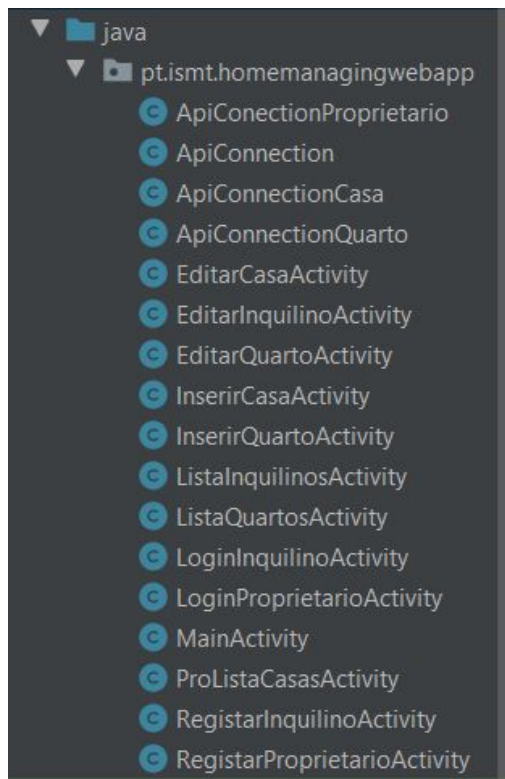 java
pt.ismt.homemanagingwebapp
C ApiConectionProprietario
C ApiConnection
C ApiConnectionCasa
C ApiConnectionQuarto
C EditarCasaActivity
C EditarInquilinoActivity
C EditarQuartoActivity
C InserirCasaActivity
C InserirQuartoActivity
C ListaInquilinosActivity
C ListaQuartosActivity
C LoginInquilinoActivity
C LoginProprietarioActivity
C MainActivity
C ProListaCasasActivity
C RegistarInquilinoActivity
C RegistarProprietarioActivity